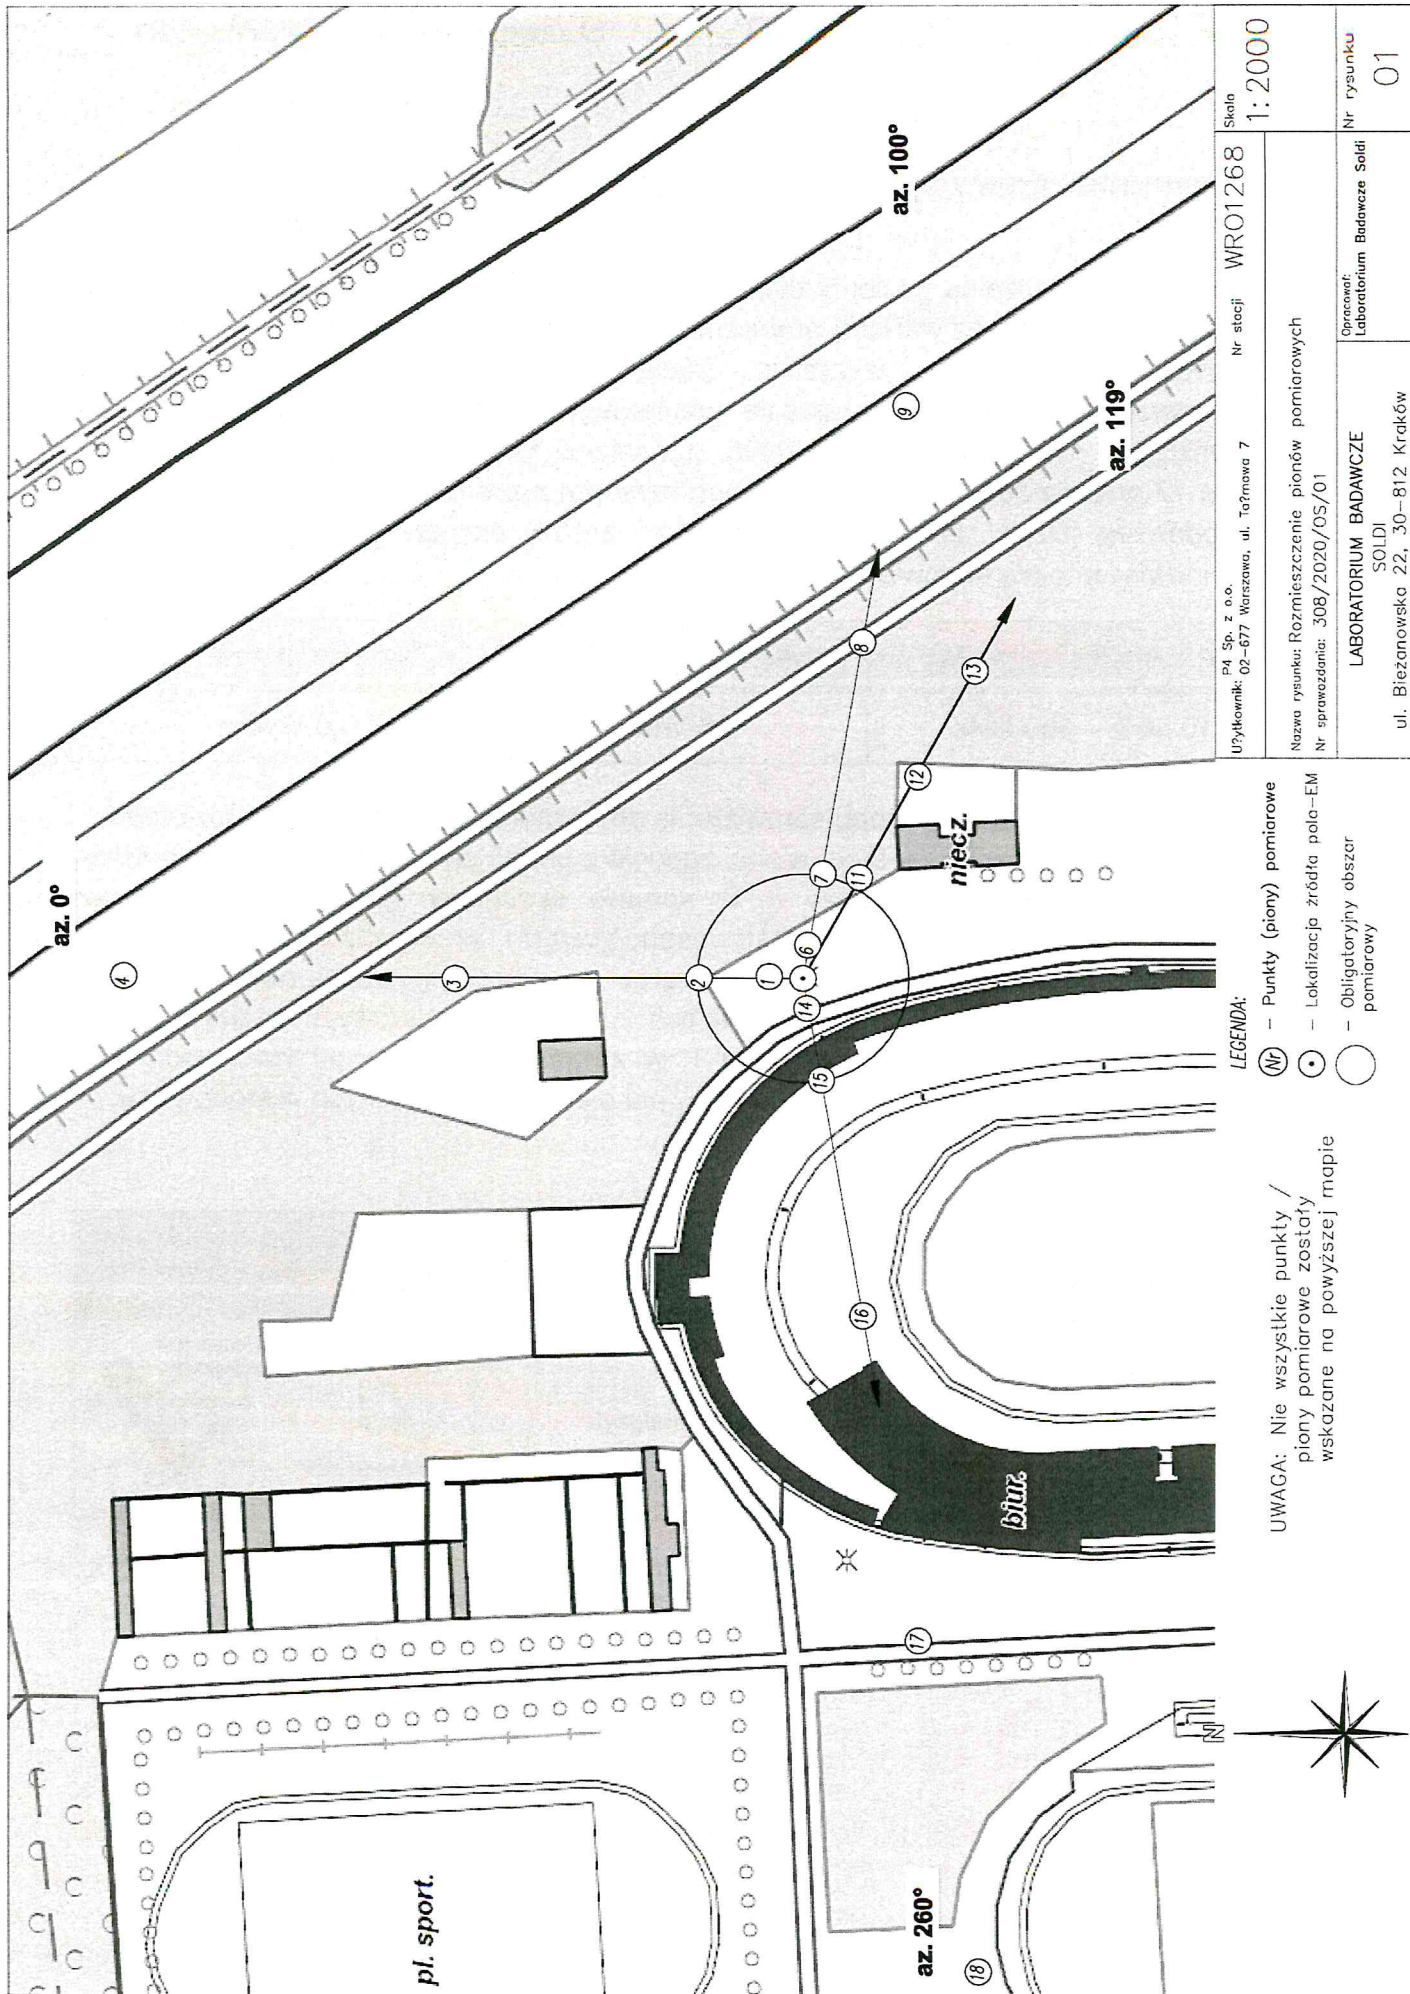 az. 0°
az. 100°
az. 119°
az. 260°
4
3
2
1
6
7
8
9
11
12
13
14
15
16
17
18
niecz.
biur.
pl. sport.
N
UWAGA: Nie wszystkie punkty /
piony pomiarowe zostały
wskazane na powyższej mapie
LEGENDA:
Nr – Punkty (piony) pomiarowe
– Lokalizacja źródła pola–EM
– Obligatoryjny obszar
pomiarowy
U?ytkownik: P4 Sp. z o.o.
02–677 Warszawa, ul. Ta?mowa 7
Nr stacji WRO1268
Skala
1:2000
Nazwa rysunku: Rozmieszczenie pionów pomiarowych
Nr sprawozdania: 308/2020/OS/01
LABORATORIUM BADAWCZE
SOLDI
ul. Bieżanowska 22, 30–812 Kraków
Opracował:
Laboratorium Badawcze Soldi
Nr rysunku
01